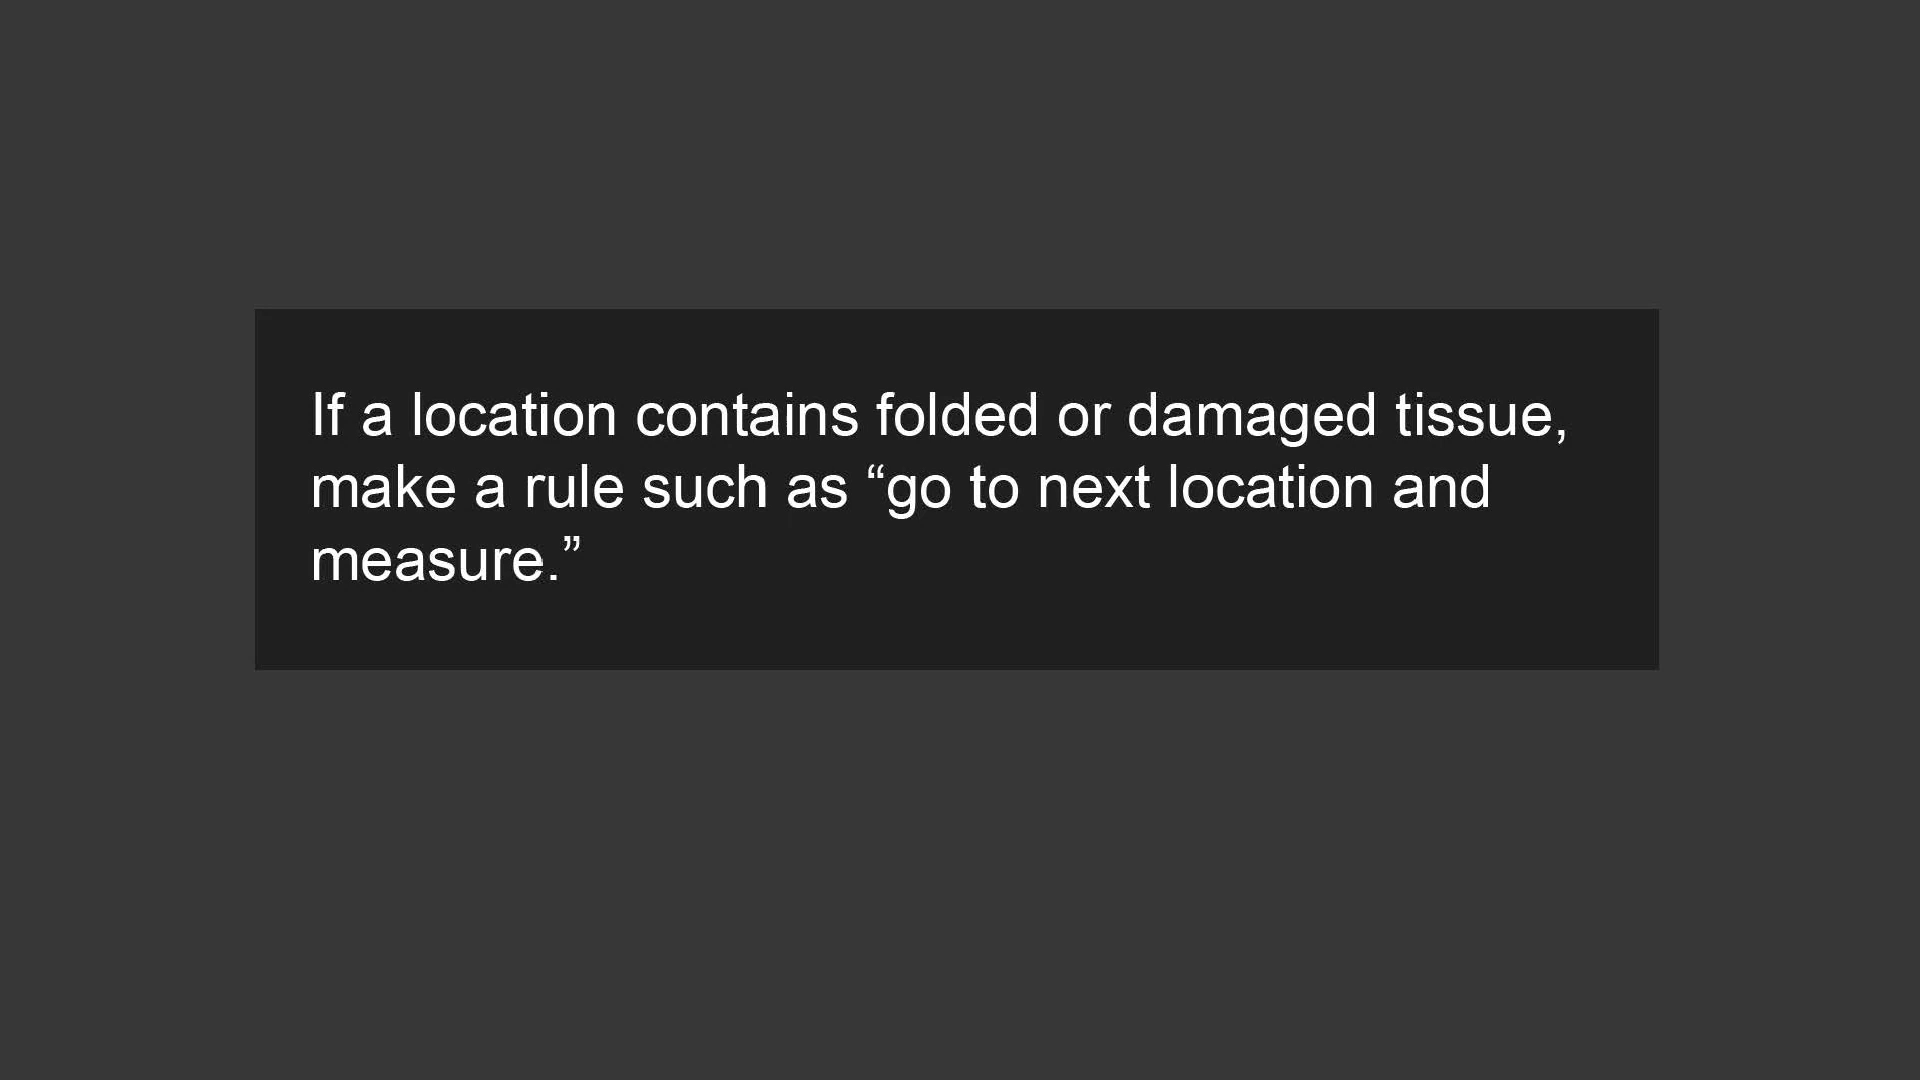 If a location contains folded or damaged tissue,
make a rule such as “go to next location and
measure.”